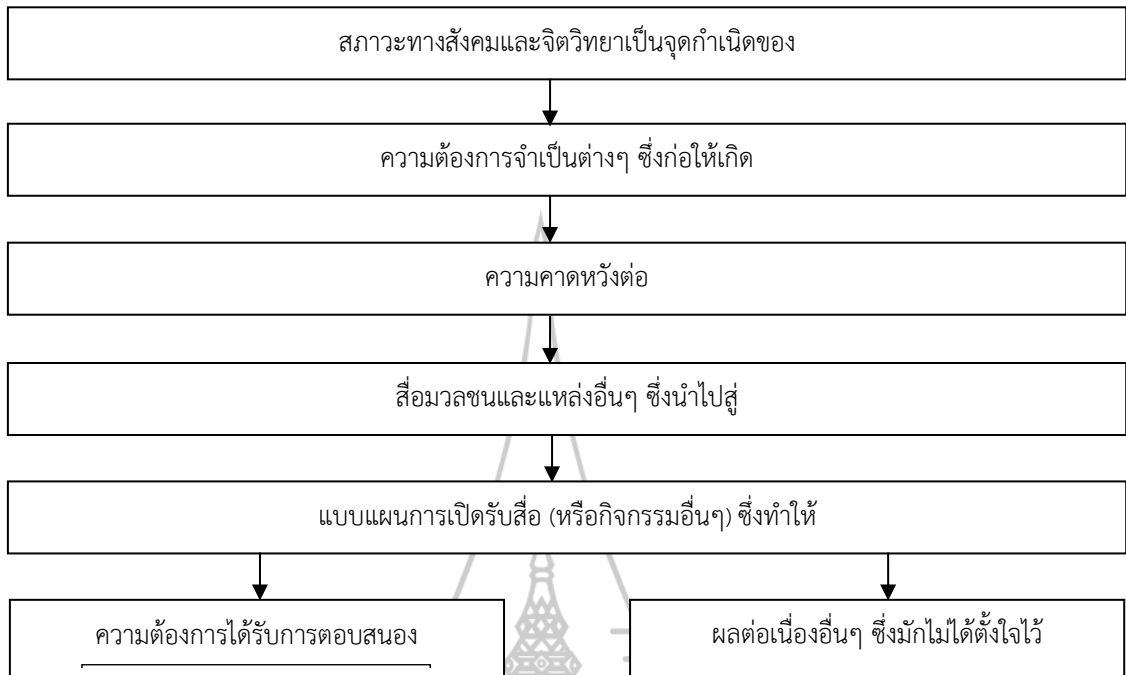 สภาวะทางสังคมและจิตวิทยาเป็นจุดกำเนิดของ
ความต้องการจำเป็นต่างๆ ซึ่งก่อให้เกิด
ความคาดหวังต่อ
สื่อมวลชนและแหล่งอื่นๆ ซึ่งนำไปสู่
แบบแผนการเปิดรับสื่อ (หรือกิจกรรมอื่นๆ) ซึ่งทำให้
ความต้องการได้รับการตอบสนอง
ผลต่อเนื่องอื่นๆ ซึ่งมักไม่ได้ตั้งใจไว้